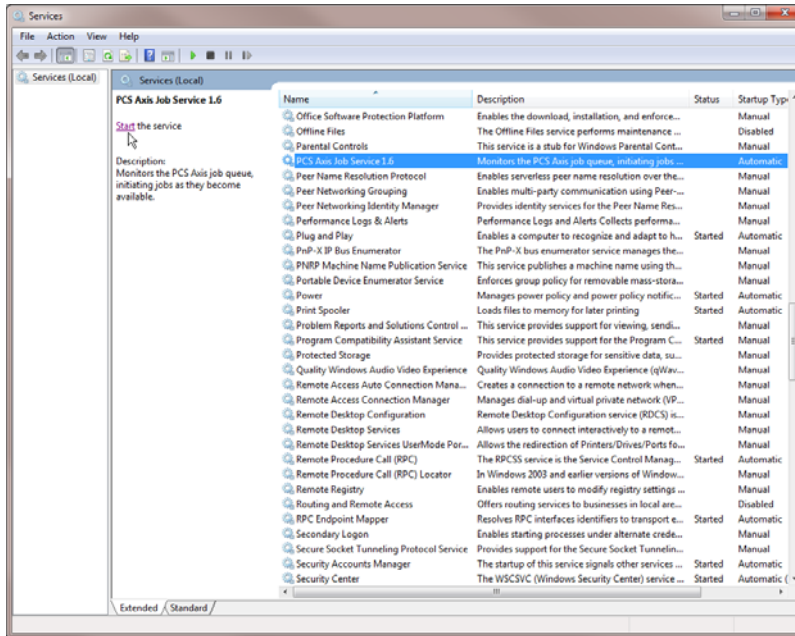 Services
File Action View Help
Services (Local)
Services (Local)
PCS Axis Job Service 1.6
Start the service
Description:
Monitors the PCS Axis job queue,
initiating jobs as they become
available.
Name Description Status Startup Type
Office Software Protection Platform Enables the download, installation, and enforce... Manual
Offline Files The Offline Files service performs maintenance ... Disabled
Parental Controls This service is a stub for Windows Parental Cont... Manual
PCS Axis Job Service 1.6 Monitors the PCS Axis job queue, initiating jobs ... Automatic
Peer Name Resolution Protocol Enables serverless peer name resolution over the... Manual
Peer Networking Grouping Enables multi-party communication using Peer-... Manual
Peer Networking Identity Manager Provides identity services for the Peer Name Res... Manual
Performance Logs & Alerts Performance Logs and Alerts Collects performa... Manual
Plug and Play Enables a computer to recognize and adapt to h... Started Automatic
PnP-X IP Bus Enumerator The PnP-X bus enumerator service manages the... Manual
PNRP Machine Name Publication Service This service publishes a machine name using th... Manual
Portable Device Enumerator Service Enforces group policy for removable mass-stora... Manual
Power Manages power policy and power policy notific... Started Automatic
Print Spooler Loads files to memory for later printing Started Automatic
Problem Reports and Solutions Control ... This service provides support for viewing, sendi... Manual
Program Compatibility Assistant Service This service provides support for the Program C... Started Manual
Protected Storage Provides protected storage for sensitive data, su... Manual
Quality Windows Audio Video Experience Quality Windows Audio Video Experience (qWav... Manual
Remote Access Auto Connection Mana... Creates a connection to a remote network when... Manual
Remote Access Connection Manager Manages dial-up and virtual private network (VP... Manual
Remote Desktop Configuration Remote Desktop Configuration service (RDCS) is... Manual
Remote Desktop Services Allows users to connect interactively to a remot... Manual
Remote Desktop Services UserMode Por... Allows the redirection of Printers/Drives/Ports fo... Manual
Remote Procedure Call (RPC) The RPCSS service is the Service Control Manag... Started Automatic
Remote Procedure Call (RPC) Locator In Windows 2003 and earlier versions of Window... Manual
Remote Registry Enables remote users to modify registry settings ... Manual
Routing and Remote Access Offers routing services to businesses in local are... Disabled
RPC Endpoint Mapper Resolves RPC interfaces identifiers to transport e... Started Automatic
Secondary Logon Enables starting processes under alternate crede... Manual
Secure Socket Tunneling Protocol Service Provides support for the Secure Socket Tunnelin... Manual
Security Accounts Manager The startup of this service signals other services ... Started Automatic
Security Center The WSCSVC (Windows Security Center) service ... Started Automatic (
Extended Standard